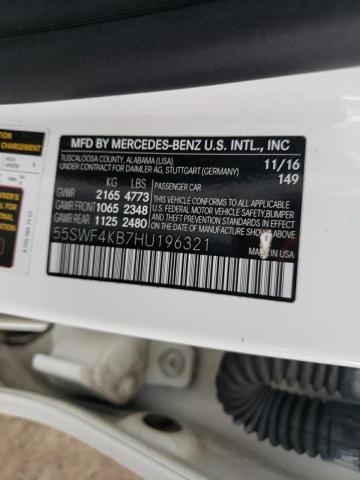 MFD BY MERCEDES-BENZ U.S. INTL., INC
TUSCALOOSA COUNTY, ALABAMA (USA)
UNDER CONTRACT FOR DAIMLER AG, STUTTGART (GERMANY)
11/16
149
KG LBS
GVWR 2165 4773
GAWR FRONT 1065 2348
GAWR REAR 1125 2480
PASSENGER CAR
THIS VEHICLE CONFORMS TO ALL APPLICABLE
U.S. FEDERAL MOTOR VEHICLE SAFETY, BUMPER
AND THEFT PREVENTION STANDARDS IN EFFECT
ON THE DATE OF MANUFACTURE SHOWN ABOVE.
55SWF4KB7HU196321
MADE IN USA
CHARGEMENT